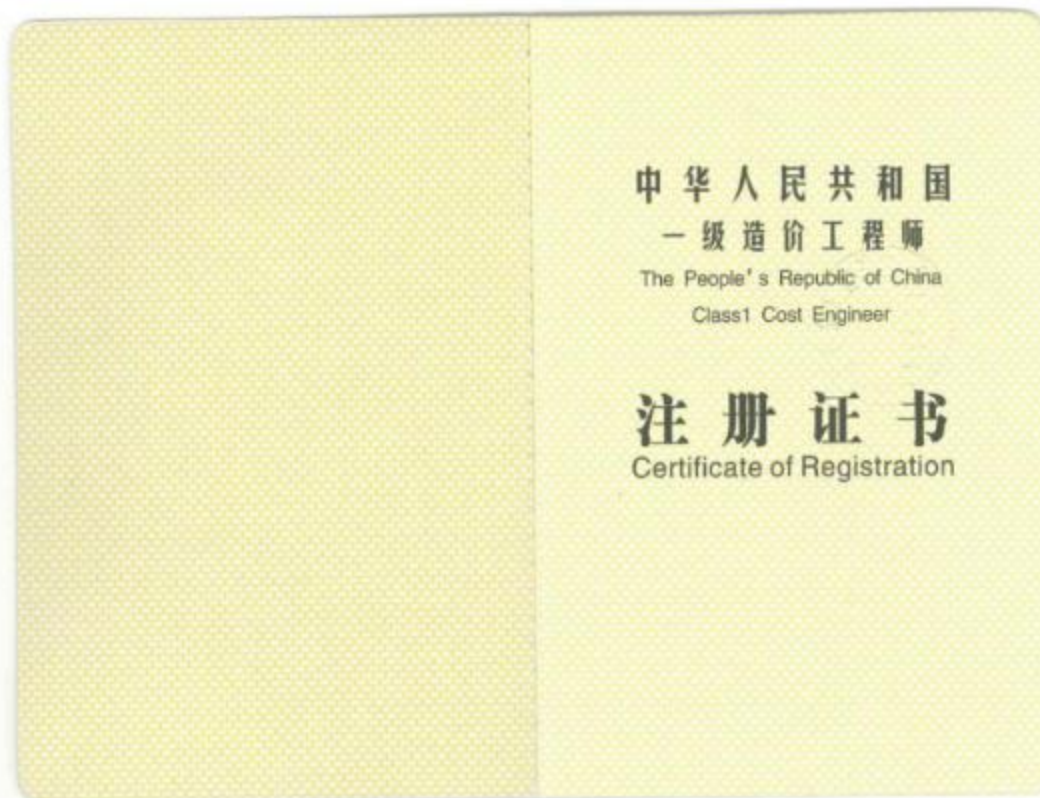 中华人民共和国
一级造价工程师
The People's Republic of China
Class1 Cost Engineer
注册证书
Certificate of Registration